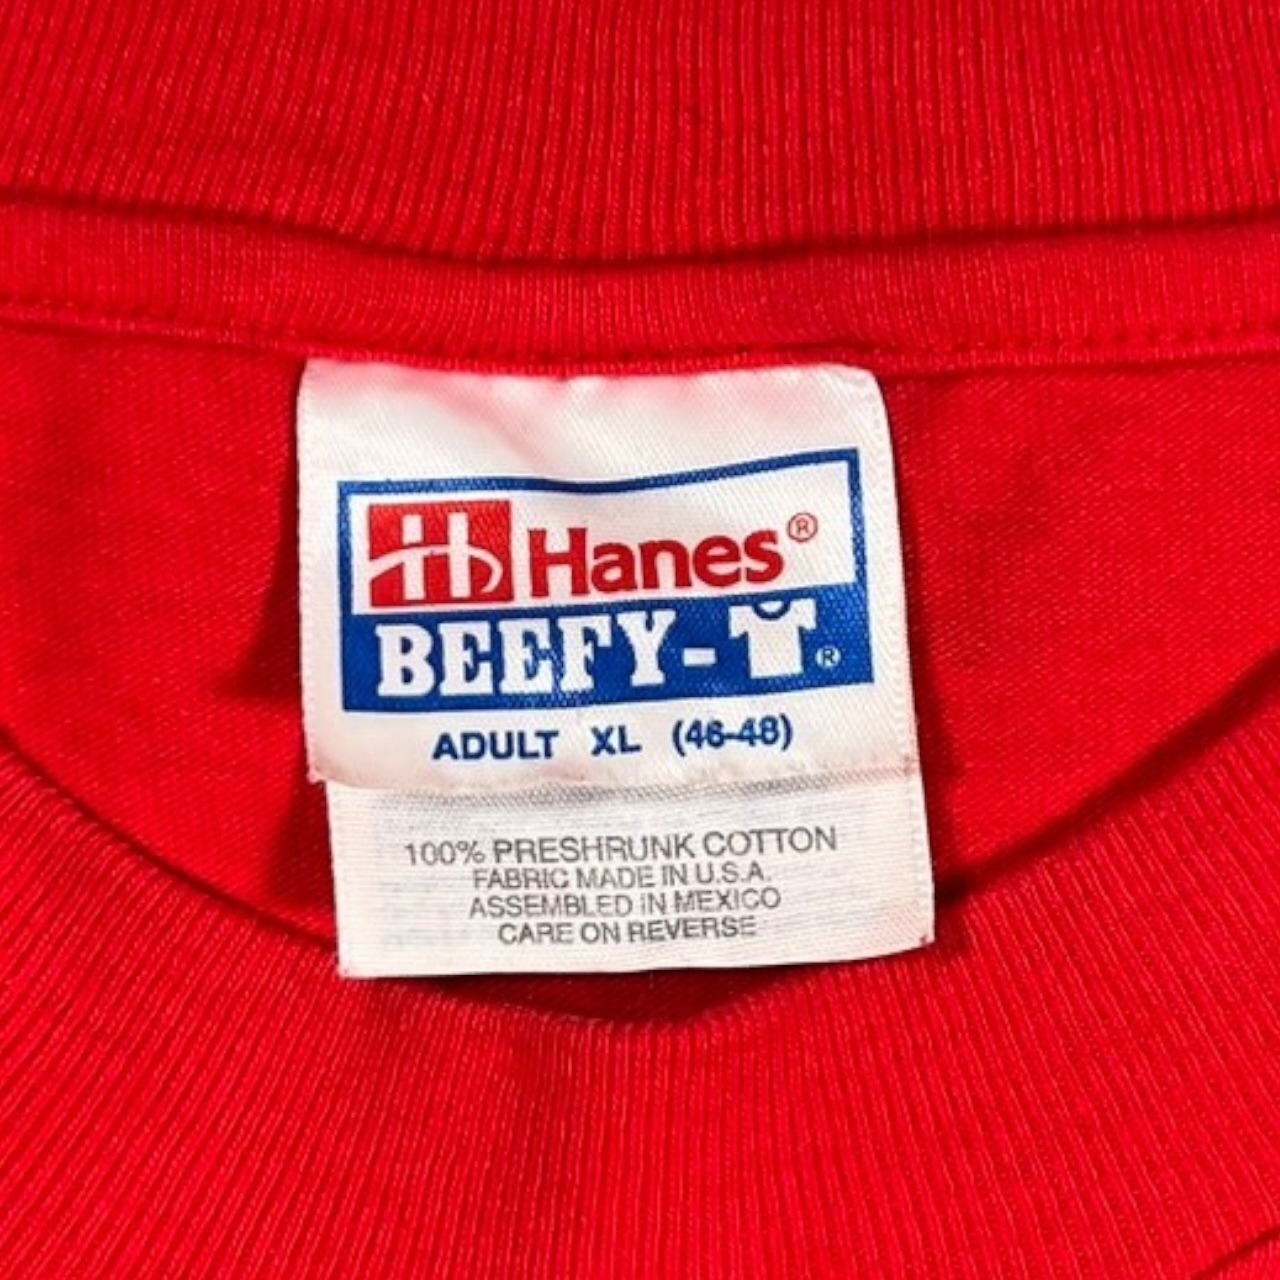 Hanes®
BEEFY-T®
ADULT XL (46-48)
100% PRESHRUNK COTTON
FABRIC MADE IN U.S.A.
ASSEMBLED IN MEXICO
CARE ON REVERSE